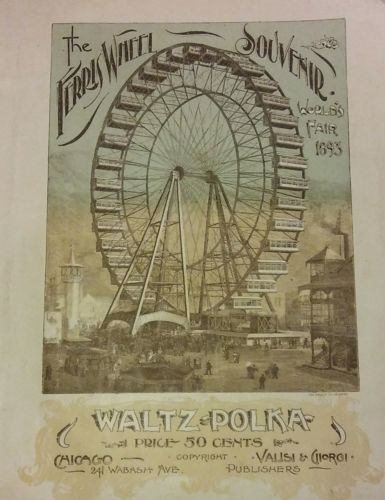 The
FERRIS WHEEL
SOUVENIR.
WORLD'S
FAIR
1893
WALTZ & POLKA
PRICE 50 CENTS
CHICAGO
COPYRIGHT
VALISI & GIORGI
241 WABASH AVE.
PUBLISHERS